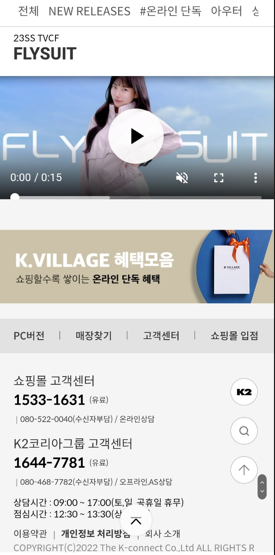 전체 NEW RELEASES #온라인 단독 아우터
23SS TVCF
FLYSUIT
FLY SUIT
0:00 / 0:15
K.VILLAGE 혜택모음
쇼핑할수록 쌓이는 온라인 단독 혜택
K.VILLAGE
PC버전 | 매장찾기 | 고객센터 | 쇼핑몰 입점
쇼핑몰 고객센터
1533-1631 (유료)
| 080-522-0040(수신자부담) / 온라인상담
K2
K2코리아그룹 고객센터
1644-7781 (유료)
| 080-468-7782(수신자부담) / 오프라인,AS상담
상담시간 : 09:00 ~ 17:00(토,일 공휴일 휴무)
점심시간 : 12:30 ~ 13:30
이용약관 | 개인정보 처리방침 | 회사 소개
COPYRIGHT(C)2022 The K-connect Co.,Ltd ALL RIGHTS R